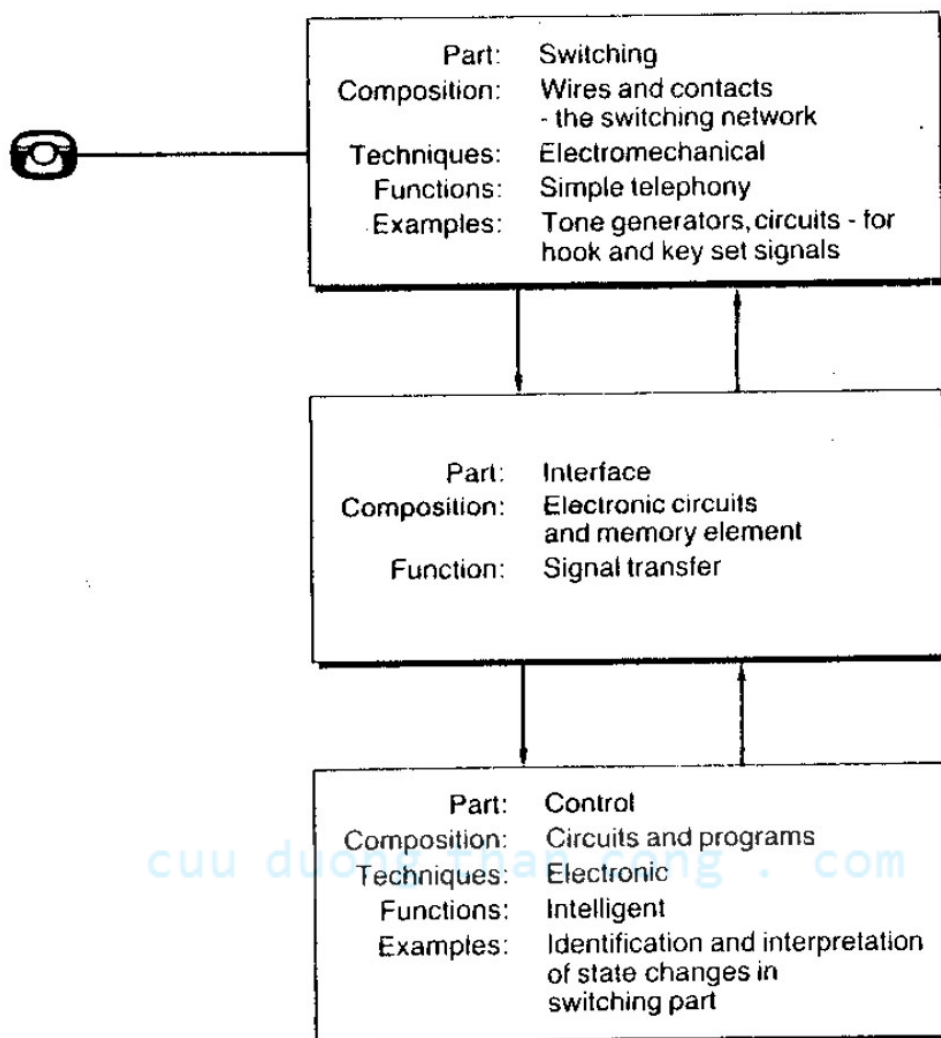 Part: Switching
Composition: Wires and contacts
- the switching network
Techniques: Electromechanical
Functions: Simple telephony
Examples: Tone generators, circuits - for
hook and key set signals
Part: Interface
Composition: Electronic circuits
and memory element
Function: Signal transfer
Part: Control
Composition: Circuits and programs
cuu duong than cong . com
Techniques: Electronic
Functions: Intelligent
Examples: Identification and interpretation
of state changes in
switching part